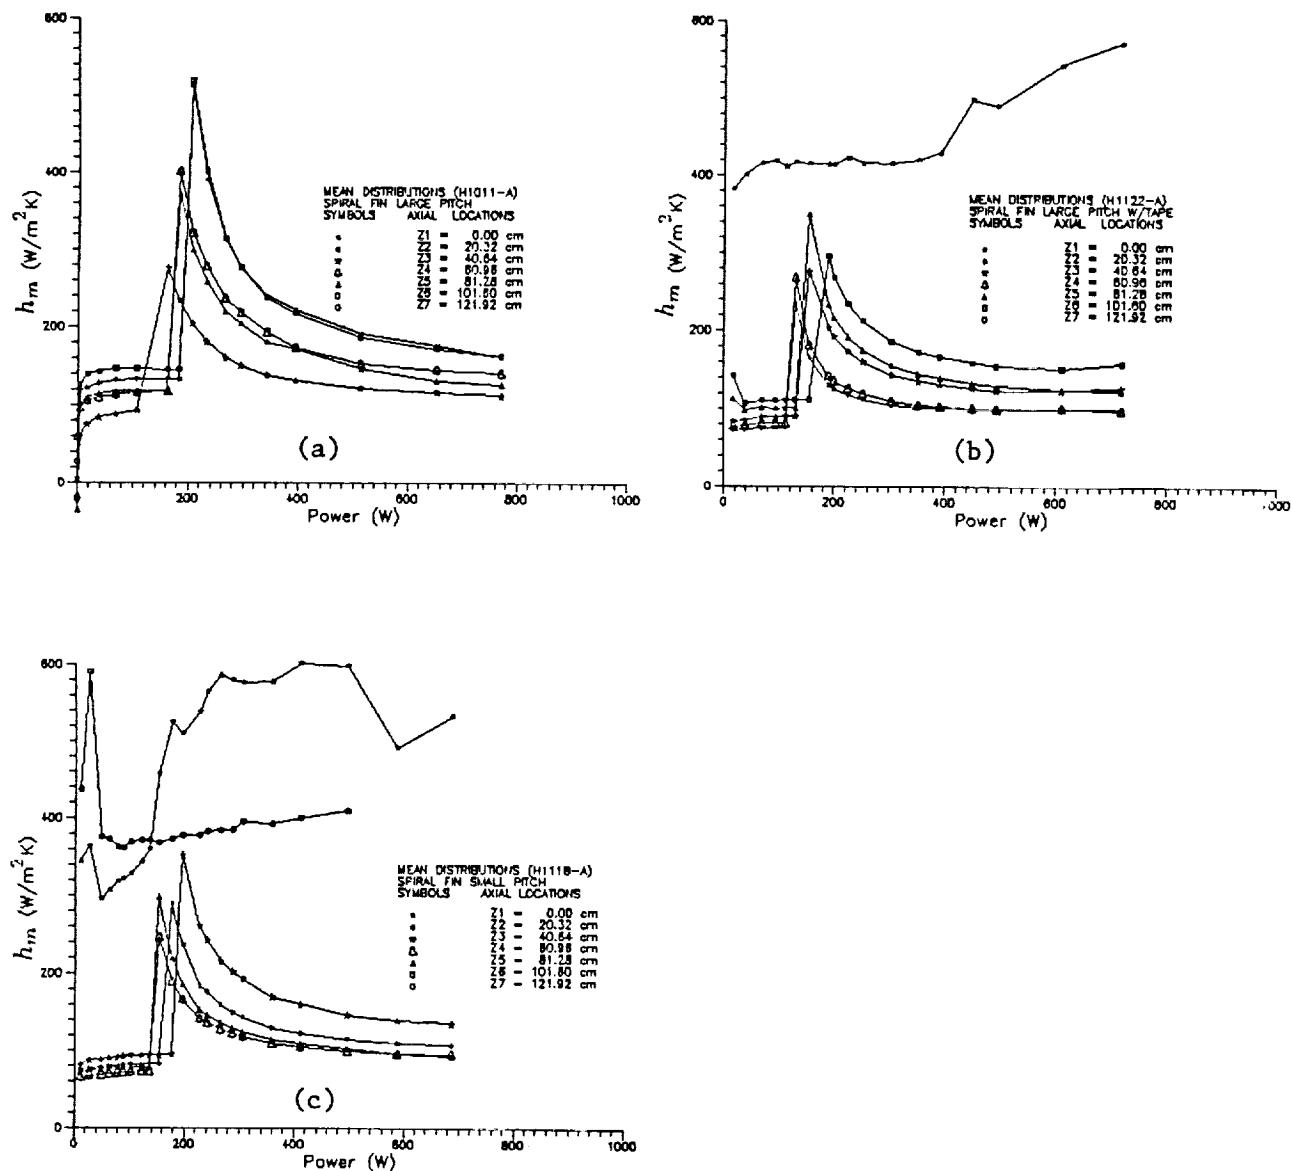 600
400
200
0
200
400
600
800
1000
h_m (W/m²K)
Power (W)
MEAN DISTRIBUTIONS (H1011-A)
SPIRAL FIN LARGE PITCH
SYMBOLS AXIAL LOCATIONS
Z1 = 0.00 cm
Z2 = 20.32 cm
Z3 = 40.64 cm
Z4 = 60.96 cm
Z5 = 81.28 cm
Z6 = 101.60 cm
Z7 = 121.92 cm
(a)
600
400
200
0
0
200
400
600
800
h_m (W/m²K)
Power (W)
MEAN DISTRIBUTIONS (H1122-A)
SPIRAL FIN LARGE PITCH W/TAPE
SYMBOLS AXIAL LOCATIONS
Z1 = 0.00 cm
Z2 = 20.32 cm
Z3 = 40.64 cm
Z4 = 60.96 cm
Z5 = 81.28 cm
Z6 = 101.60 cm
Z7 = 121.92 cm
(b)
600
400
200
0
0
200
400
600
800
1000
h_m (W/m²K)
Power (W)
MEAN DISTRIBUTIONS (H1118-A)
SPIRAL FIN SMALL PITCH
SYMBOLS AXIAL LOCATIONS
Z1 = 0.00 cm
Z2 = 20.32 cm
Z3 = 40.64 cm
Z4 = 60.96 cm
Z5 = 81.28 cm
Z6 = 101.60 cm
Z7 = 121.92 cm
(c)